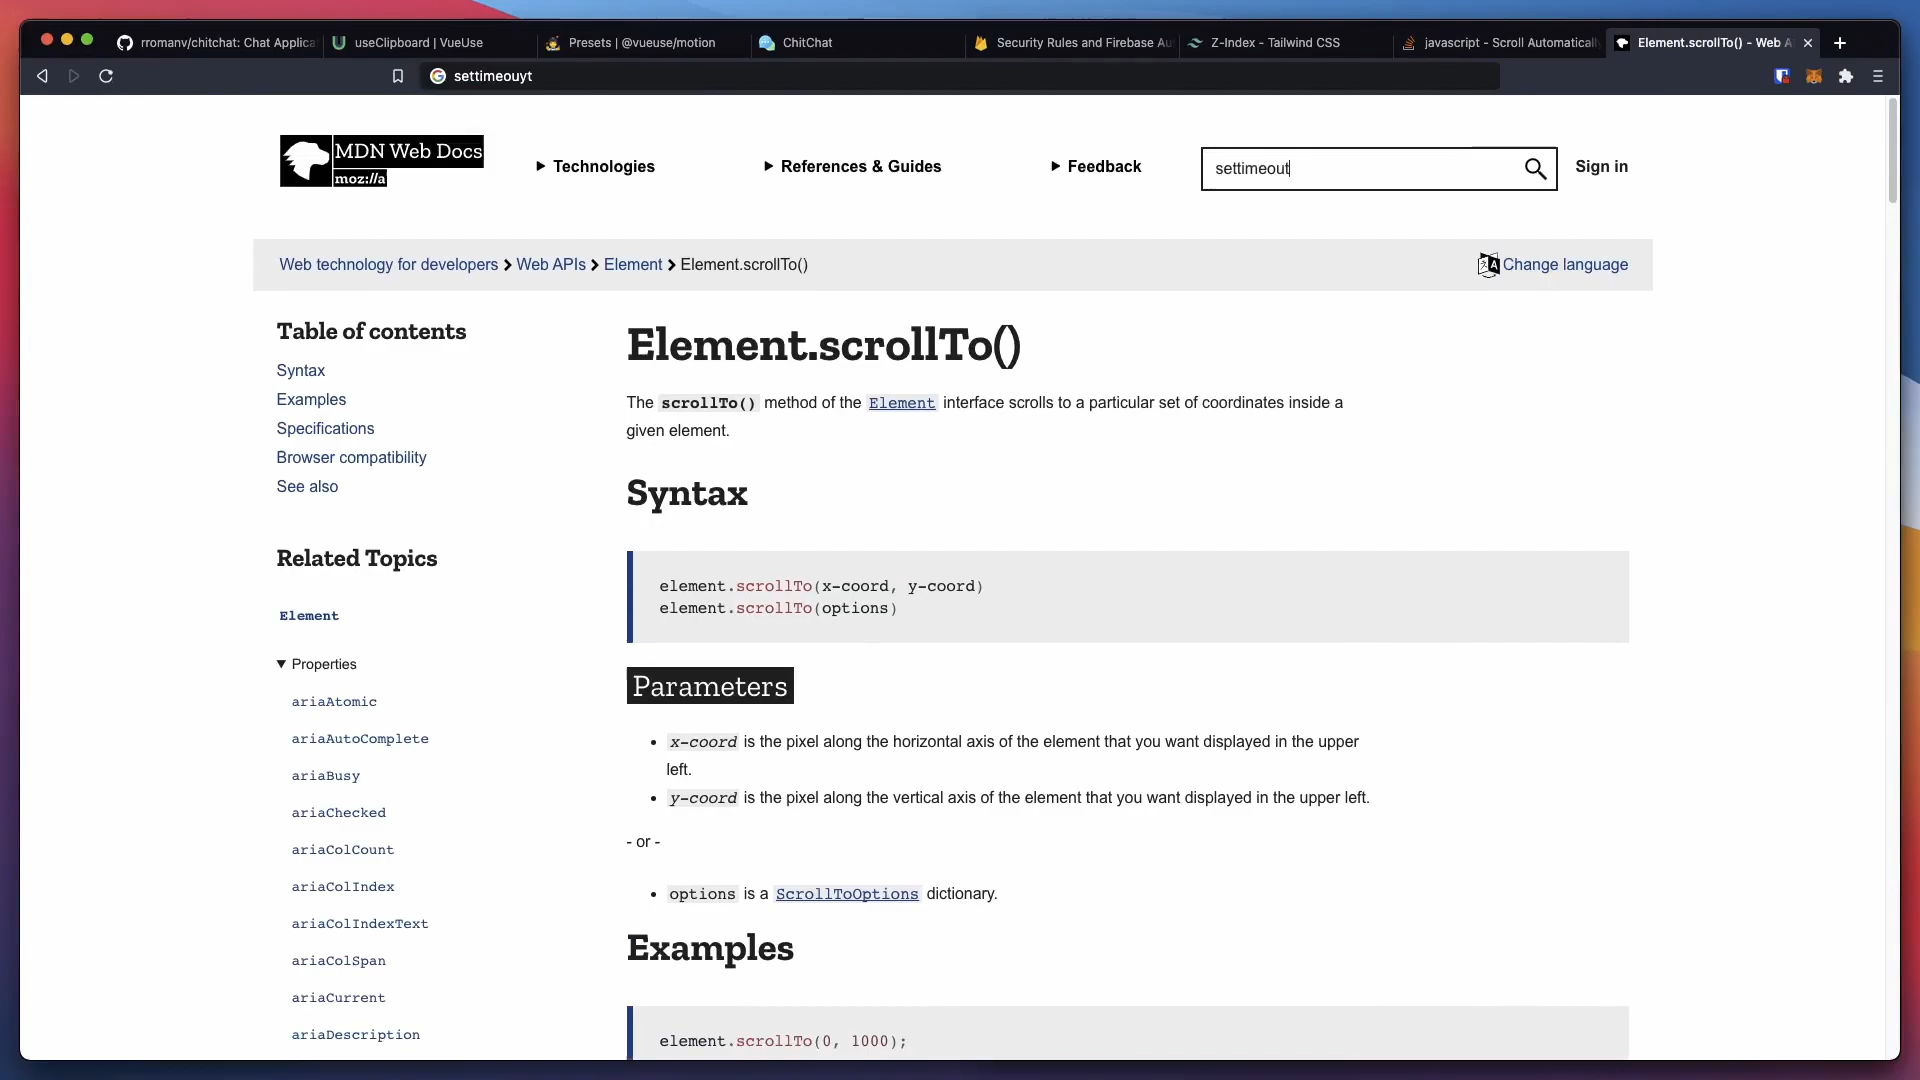 rromanv/chitchat: Chat Applica
useClipboard | VueUse
Presets | @vueuse/motion
ChitChat
Security Rules and Firebase Au
Z-Index - Tailwind CSS
javascript - Scroll Automatically
Element.scrollTo() - Web A
settimeouyt
MDN Web Docs
moz://a
Technologies
References & Guides
Feedback
settimeout
Sign in
Web technology for developers
Web APIs
Element
Element.scrollTo()
Change language
Table of contents
Syntax
Examples
Specifications
Browser compatibility
See also
Related Topics
Element
Properties
ariaAtomic
ariaAutoComplete
ariaBusy
ariaChecked
ariaColCount
ariaColIndex
ariaColIndexText
ariaColSpan
ariaCurrent
ariaDescription
Element.scrollTo()
The scrollTo() method of the Element interface scrolls to a particular set of coordinates inside a
given element.
Syntax
element.scrollTo(x-coord, y-coord)
element.scrollTo(options)
Parameters
• x-coord is the pixel along the horizontal axis of the element that you want displayed in the upper
left.
• y-coord is the pixel along the vertical axis of the element that you want displayed in the upper left.
- or -
• options is a ScrollToOptions dictionary.
Examples
element.scrollTo(0, 1000);